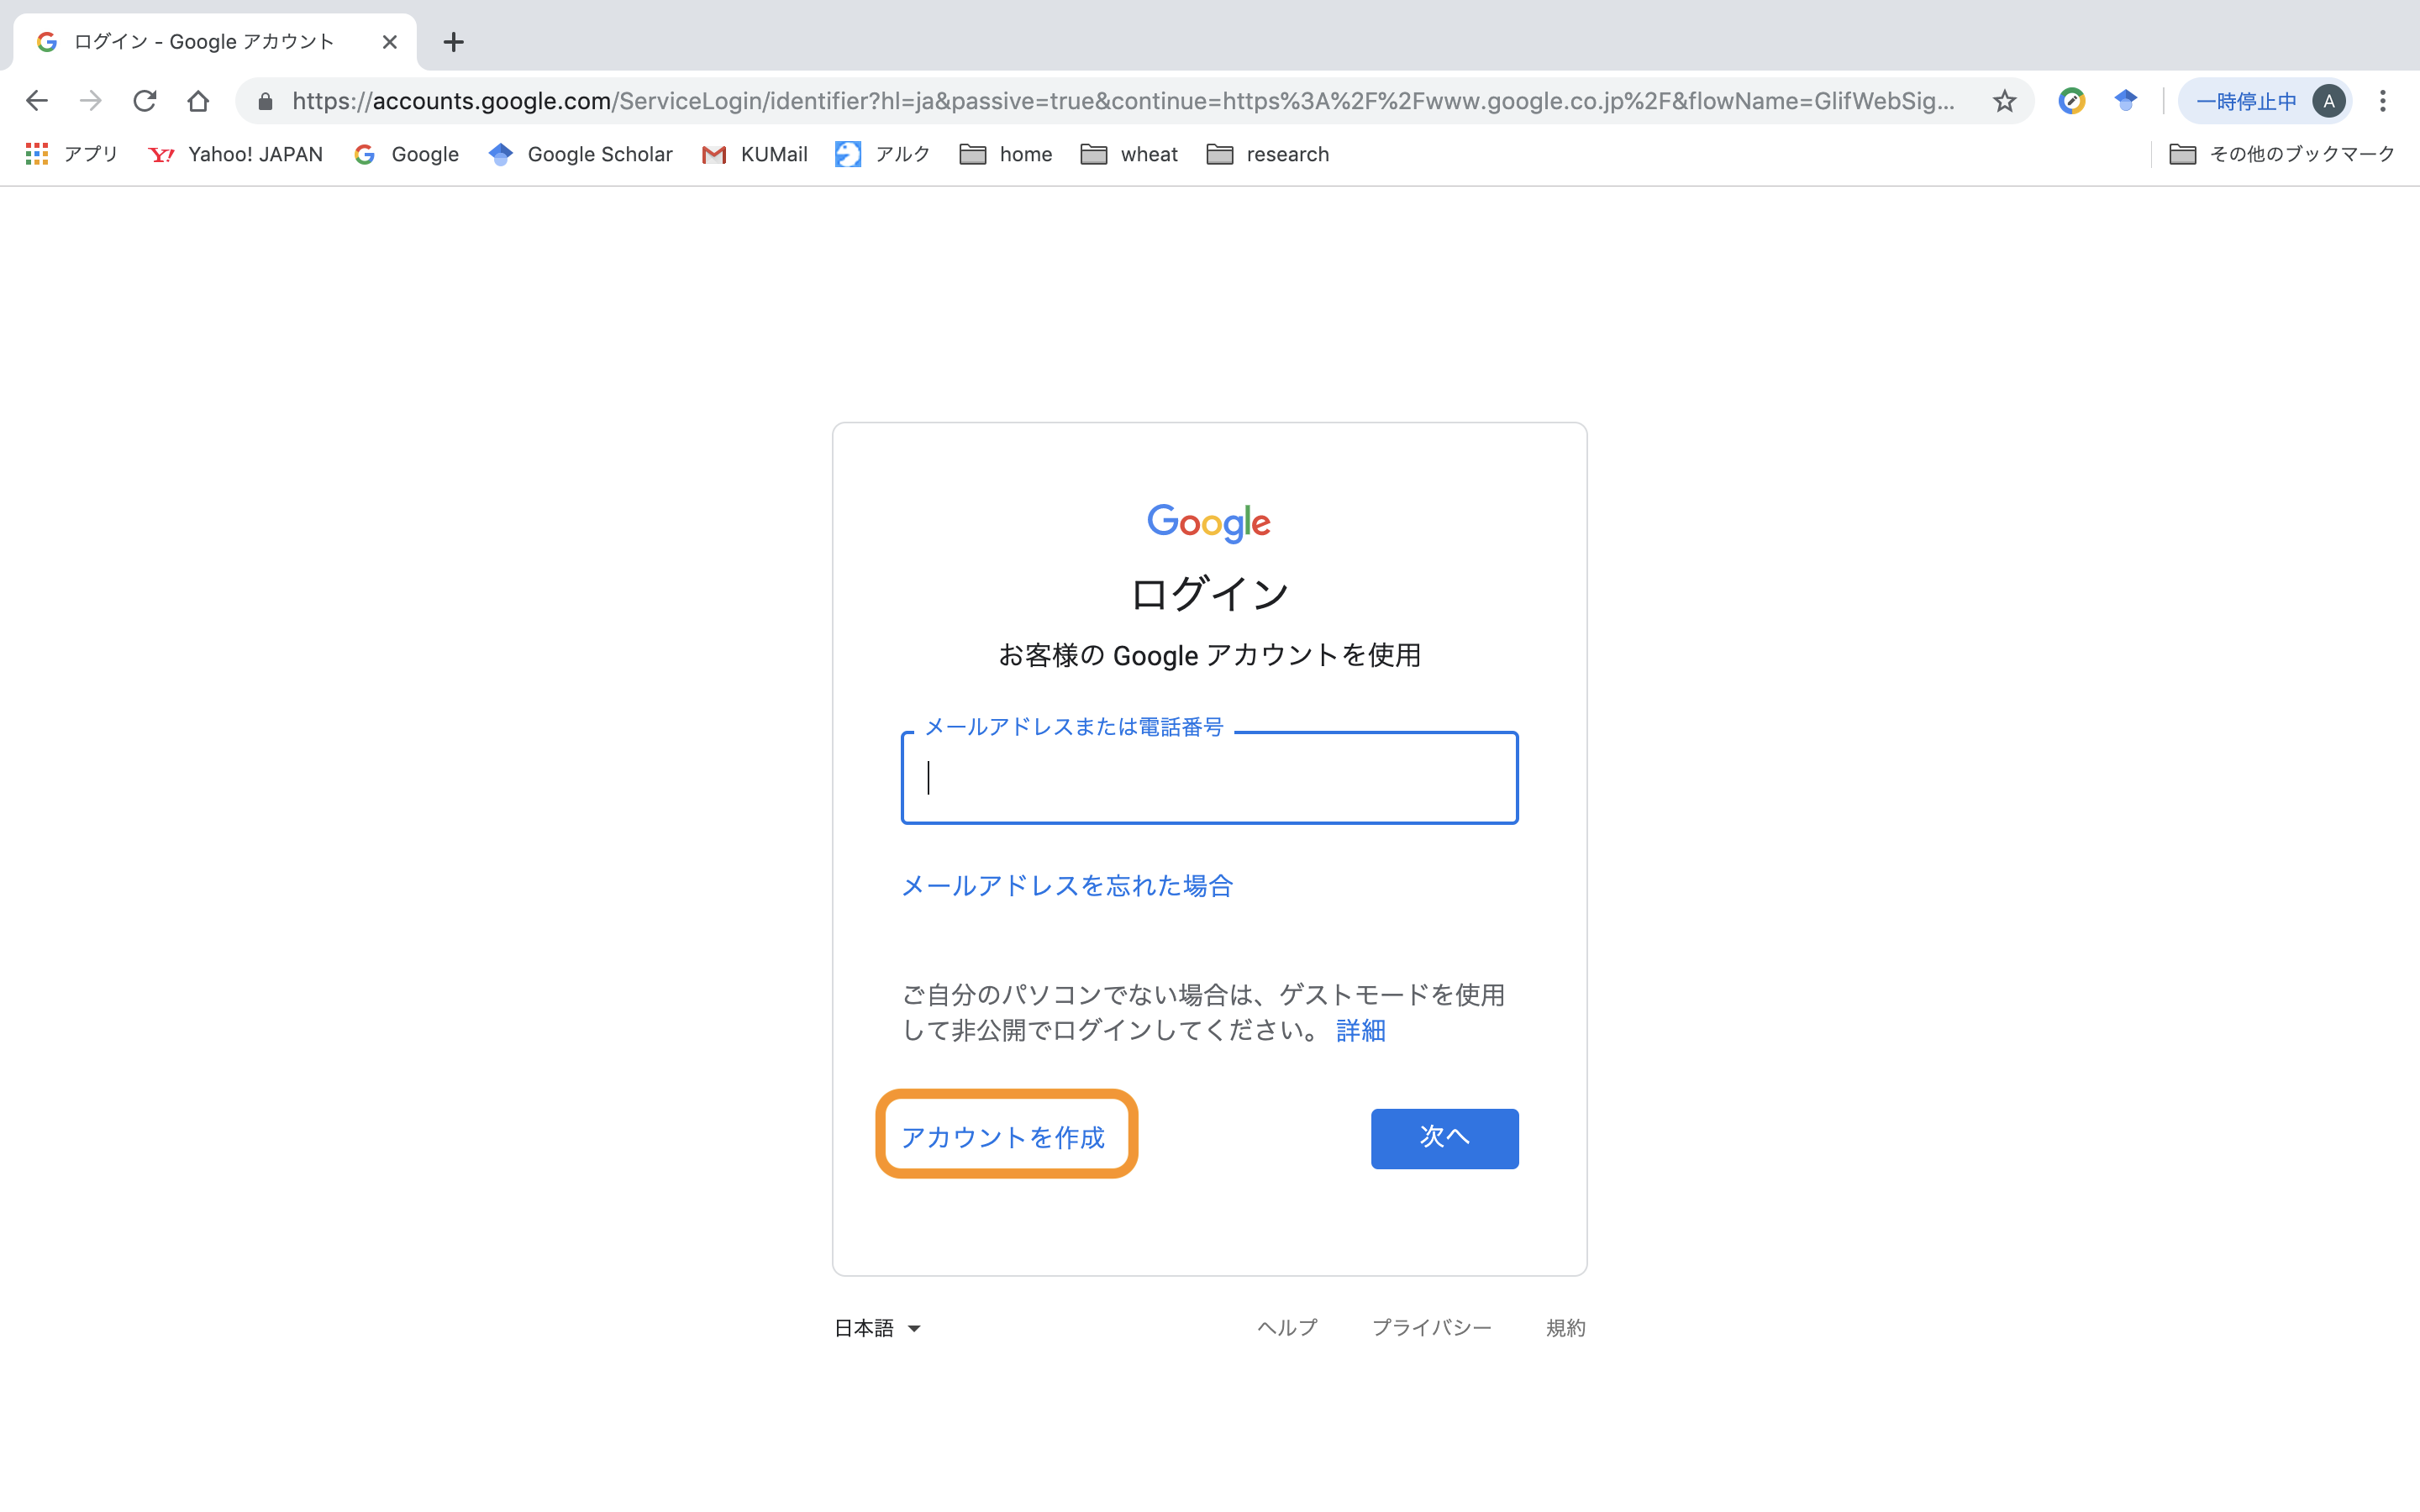 ログイン - Google アカウント
https://accounts.google.com/ServiceLogin/identifier?hl=ja&passive=true&continue=https%3A%2F%2Fwww.google.co.jp%2F&flowName=GlifWebSig...
一時停止中 A
アプリ Yahoo! JAPAN Google Google Scholar KUMail アルク home wheat research その他のブックマーク
Google
ログイン
お客様の Google アカウントを使用
メールアドレスまたは電話番号
メールアドレスを忘れた場合
ご自分のパソコンでない場合は、ゲストモードを使用
して非公開でログインしてください。 詳細
アカウントを作成 次へ
日本語 ヘルプ プライバシー 規約